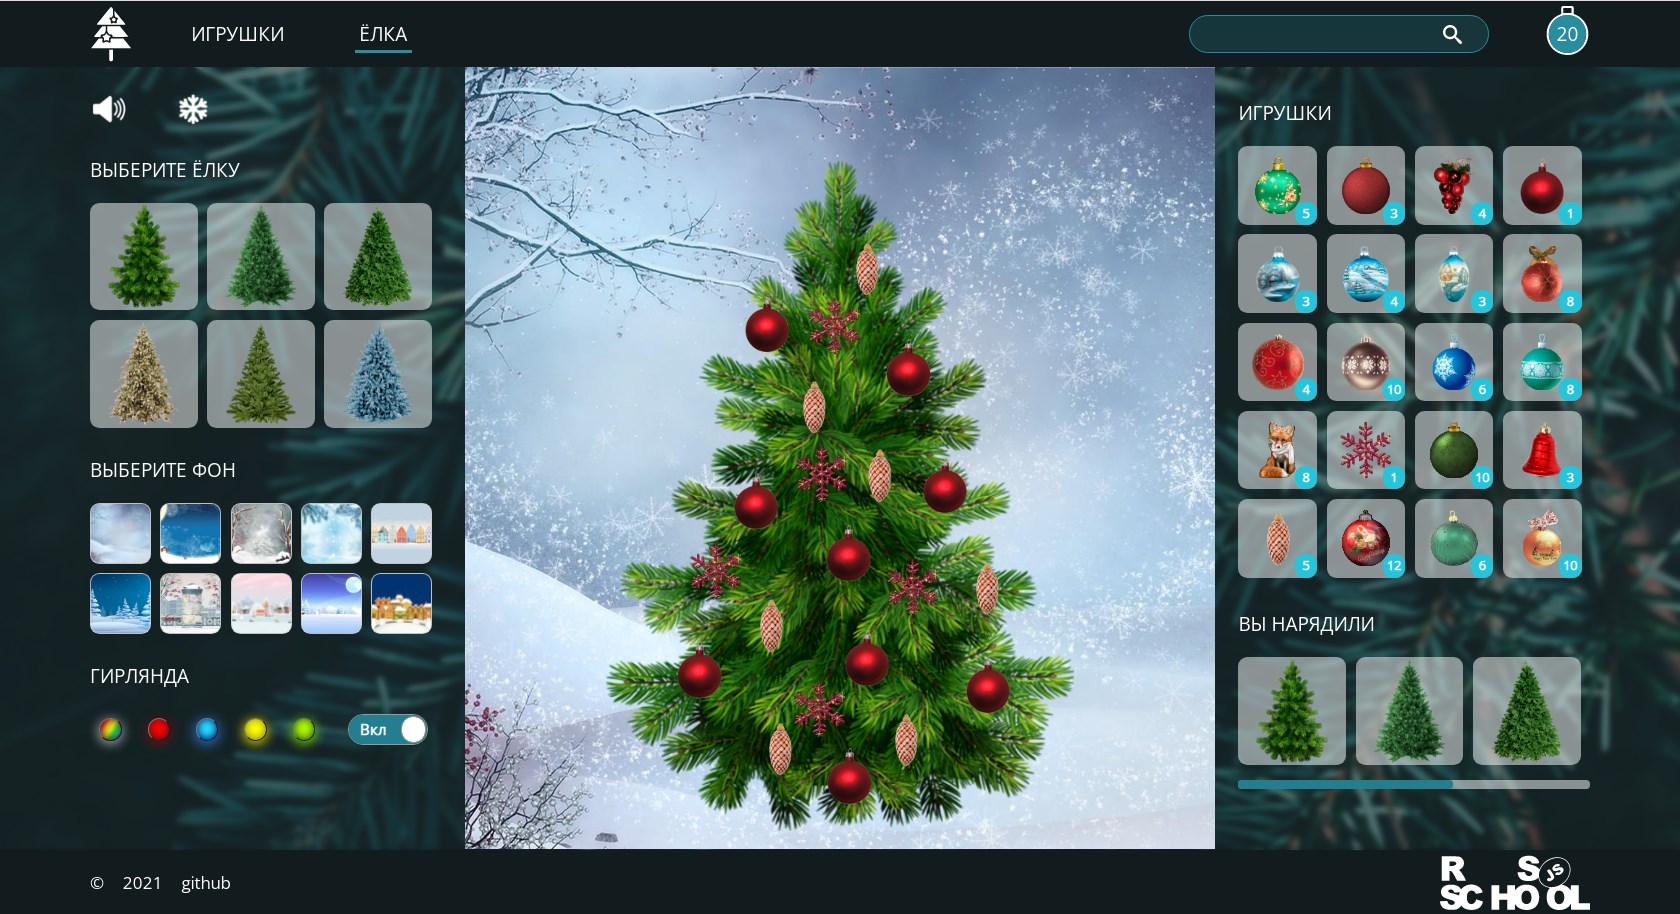 ИГРУШКИ
ЁЛКА
20
ВЫБЕРИТЕ ЁЛКУ
ВЫБЕРИТЕ ФОН
ГИРЛЯНДА
Вкл
ИГРУШКИ
5 3 4 1
3 4 3 8
4 10 6 8
8 1 10 3
5 12 6 10
ВЫ НАРЯДИЛИ
© 2021 github
R S JS
SCHOOL